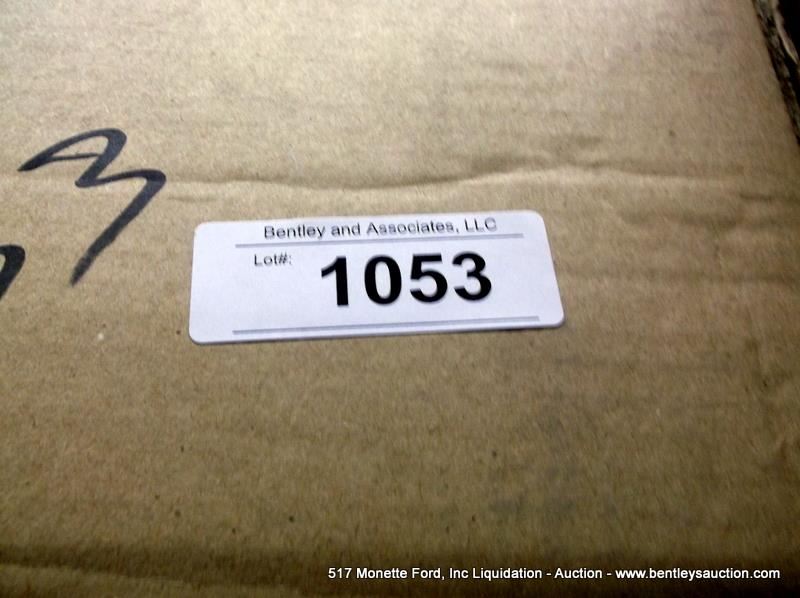 Bentley and Associates, LLC
Lot#: 1053
517 Monette Ford, Inc Liquidation - Auction - www.bentleysauction.com